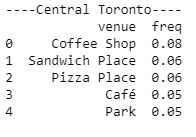 ----Central Toronto----
venue freq
0 Coffee Shop 0.08
1 Sandwich Place 0.06
2 Pizza Place 0.06
3 Café 0.05
4 Park 0.05